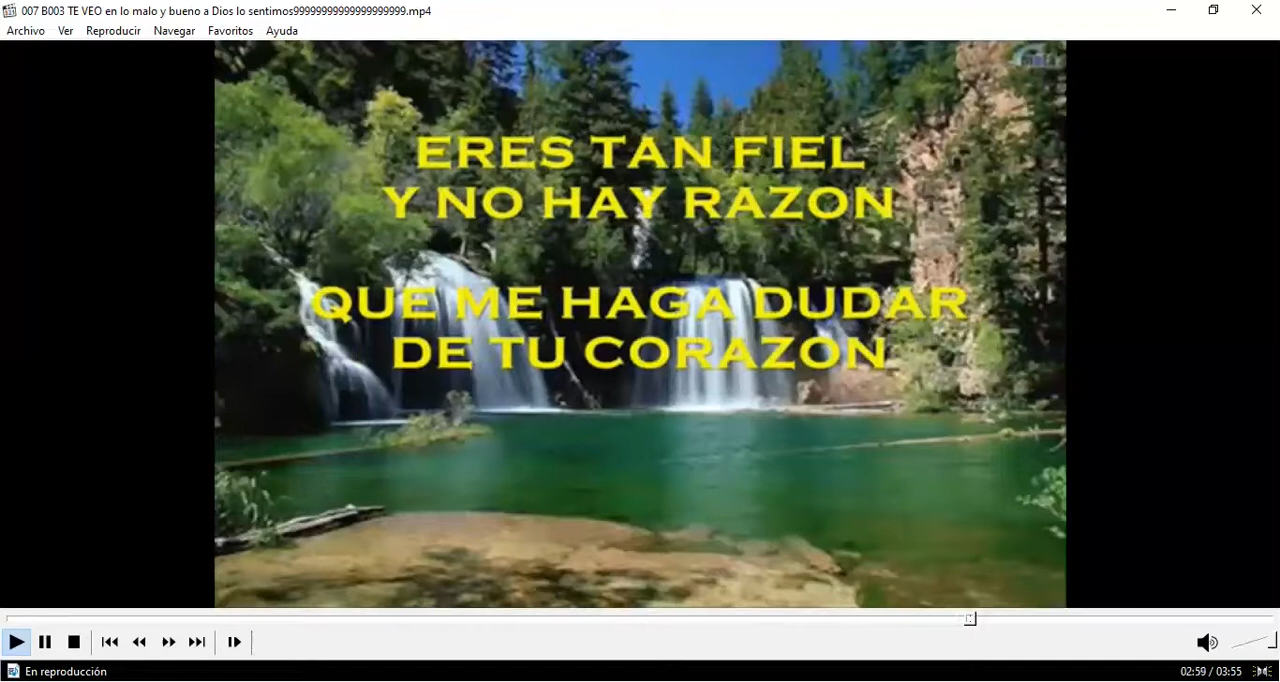 007 B003 TE VEO en lo malo y bueno a Dios lo sentimos99999999999999999999.mp4
Archivo Ver Reproducir Navegar Favoritos Ayuda
ERES TAN FIEL
Y NO HAY RAZON
QUE ME HAGA DUDAR
DE TU CORAZON
En reproducción
02:59 / 03:55